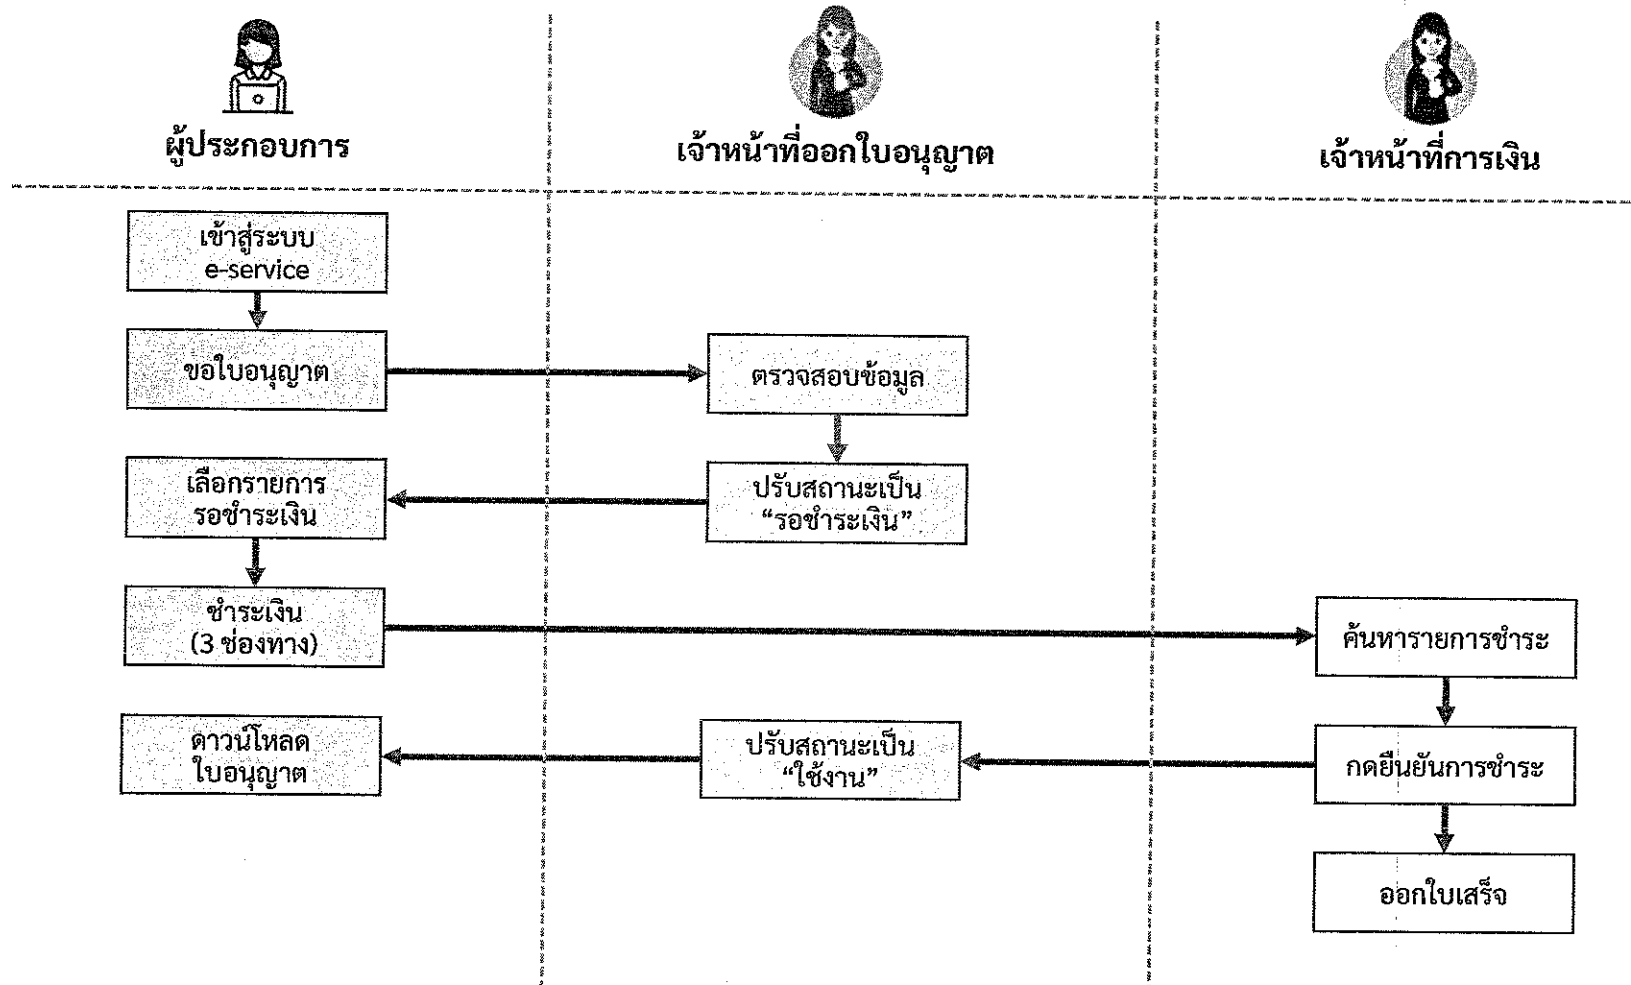 ผู้ประกอบการ
เจ้าหน้าที่ออกใบอนุญาต
เจ้าหน้าที่การเงิน
เข้าสู่ระบบ
e-service
ขอใบอนุญาต
ตรวจสอบข้อมูล
เลือกรายการ
รอชำระเงิน
ปรับสถานะเป็น
“รอชำระเงิน”
ชำระเงิน
(3 ช่องทาง)
ค้นหารายการชำระ
ดาวน์โหลด
ใบอนุญาต
ปรับสถานะเป็น
“ใช้งาน”
กดยืนยันการชำระ
ออกใบเสร็จ